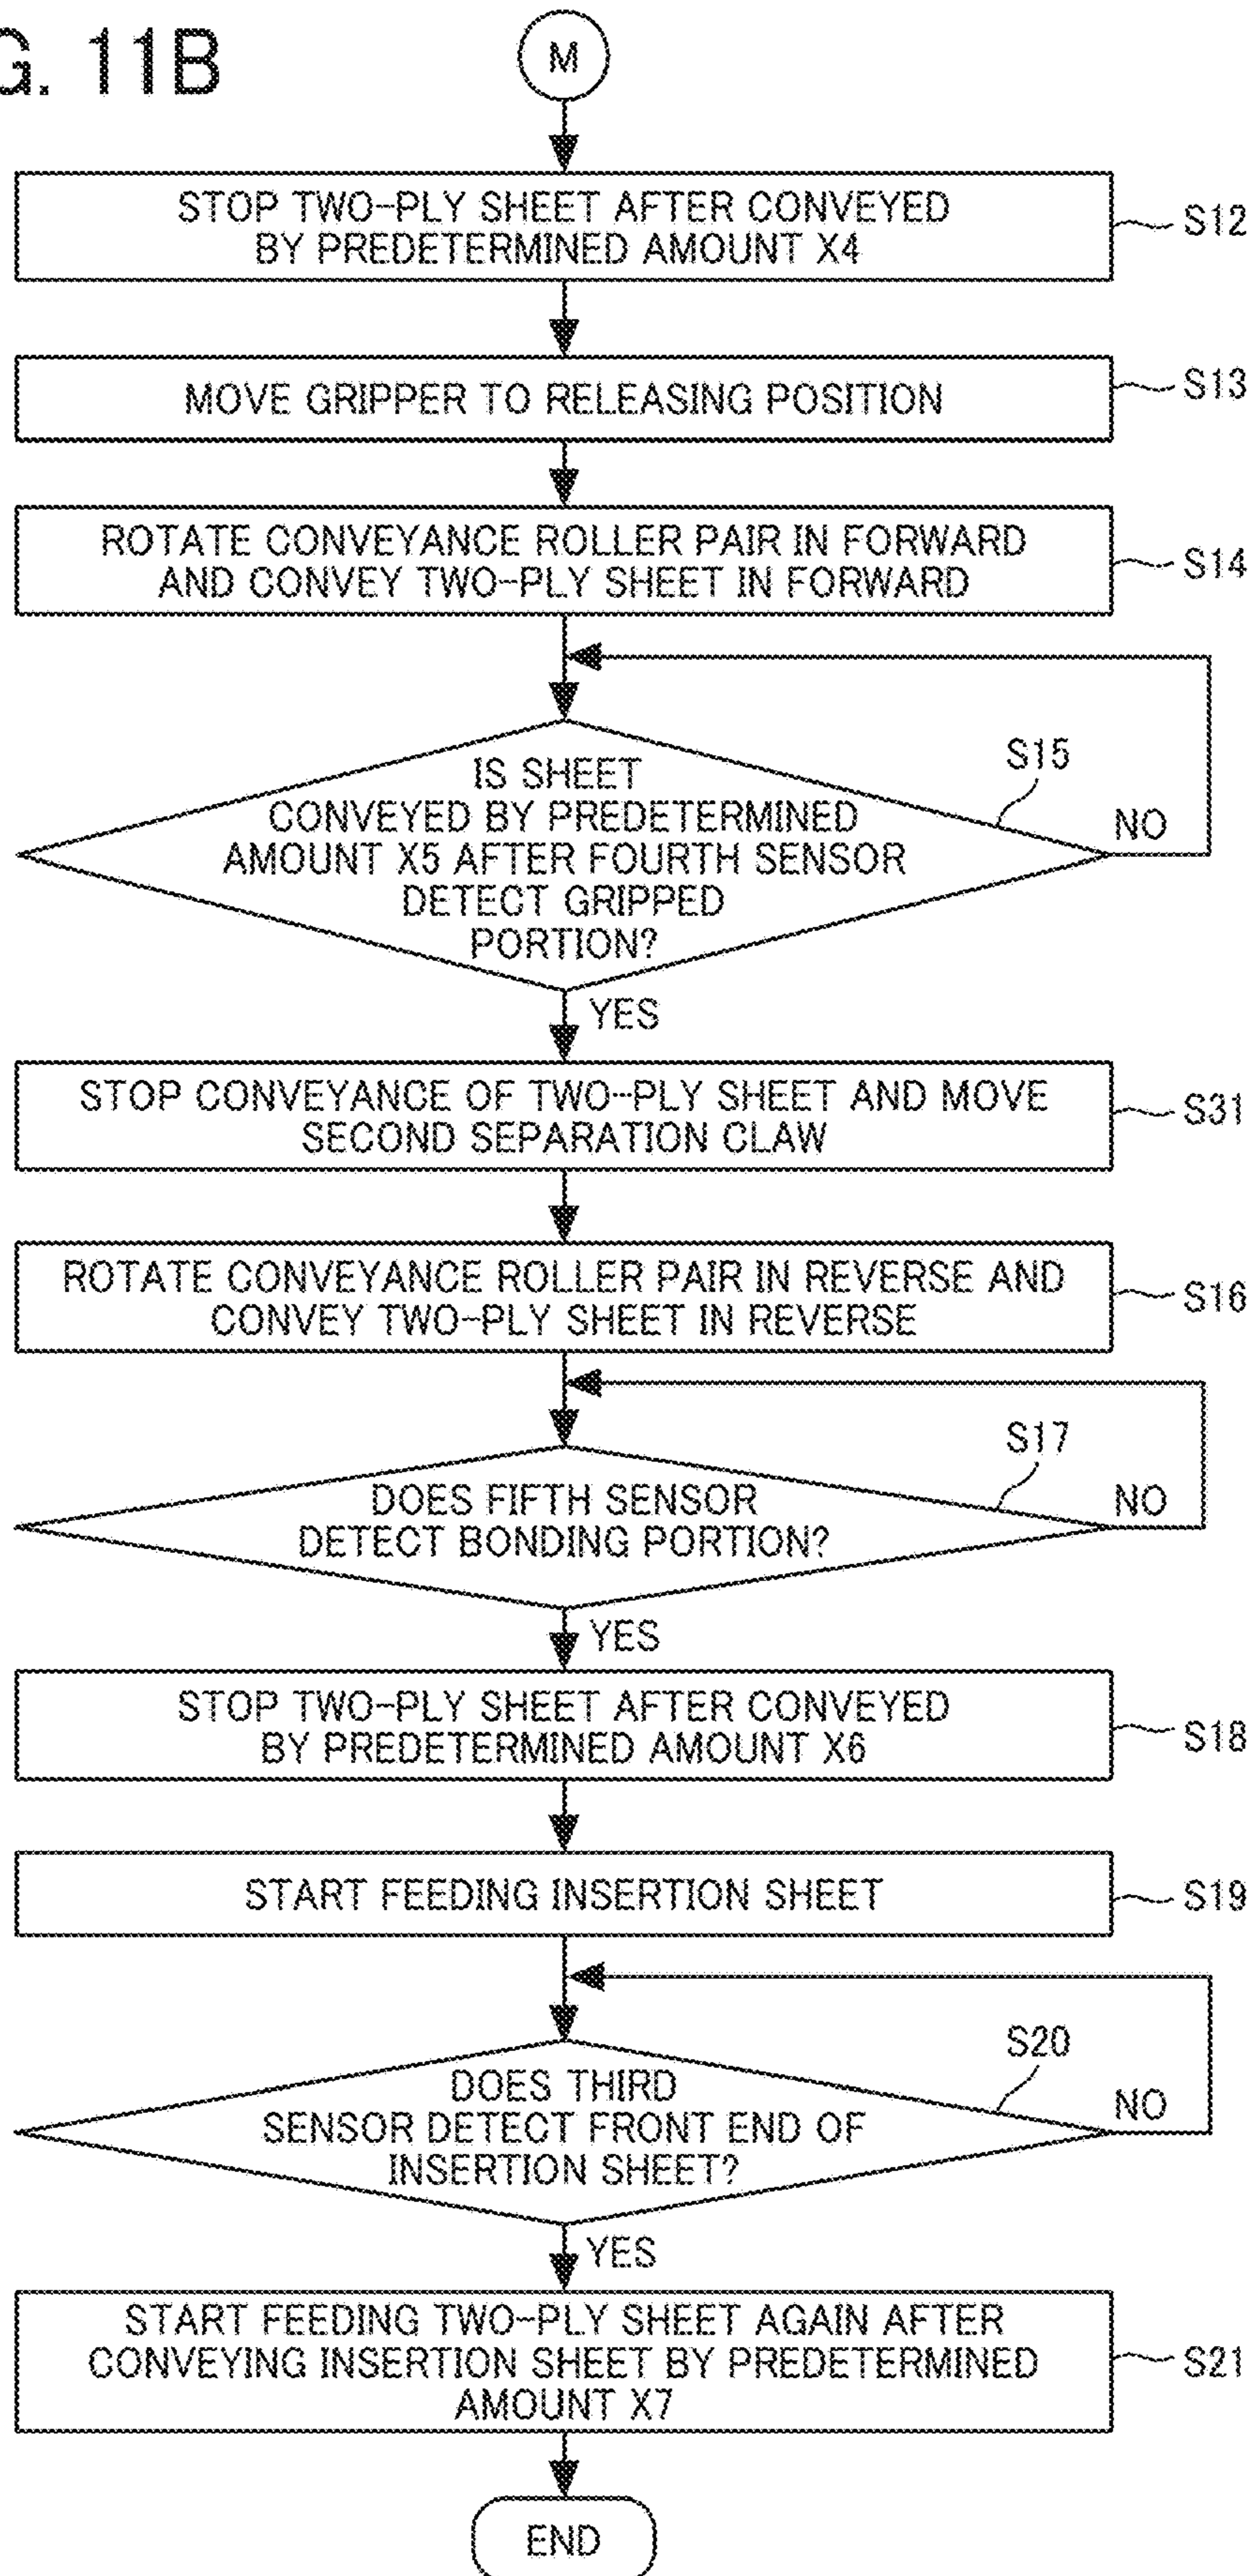 G. 11B
M
STOP TWO-PLY SHEET AFTER CONVEYED
BY PREDETERMINED AMOUNT X4
S12
MOVE GRIPPER TO RELEASING POSITION
S13
ROTATE CONVEYANCE ROLLER PAIR IN FORWARD
AND CONVEY TWO-PLY SHEET IN FORWARD
S14
IS SHEET
CONVEYED BY PREDETERMINED
AMOUNT X5 AFTER FOURTH SENSOR
DETECT GRIPPED
PORTION?
S15
NO
YES
STOP CONVEYANCE OF TWO-PLY SHEET AND MOVE
SECOND SEPARATION CLAW
S31
ROTATE CONVEYANCE ROLLER PAIR IN REVERSE AND
CONVEY TWO-PLY SHEET IN REVERSE
S16
DOES FIFTH SENSOR
DETECT BONDING PORTION?
S17
NO
YES
STOP TWO-PLY SHEET AFTER CONVEYED
BY PREDETERMINED AMOUNT X6
S18
START FEEDING INSERTION SHEET
S19
DOES THIRD
SENSOR DETECT FRONT END OF
INSERTION SHEET?
S20
NO
YES
START FEEDING TWO-PLY SHEET AGAIN AFTER
CONVEYING INSERTION SHEET BY PREDETERMINED
AMOUNT X7
S21
END